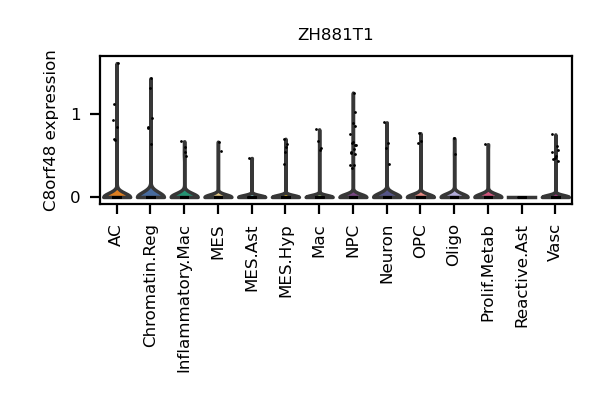 ZH881T1
C8orf48 expression
1
0
AC
Chromatin.Reg
Inflammatory.Mac
MES
MES.Ast
MES.Hyp
Mac
NPC
Neuron
OPC
Oligo
Prolif.Metab
Reactive.Ast
Vasc